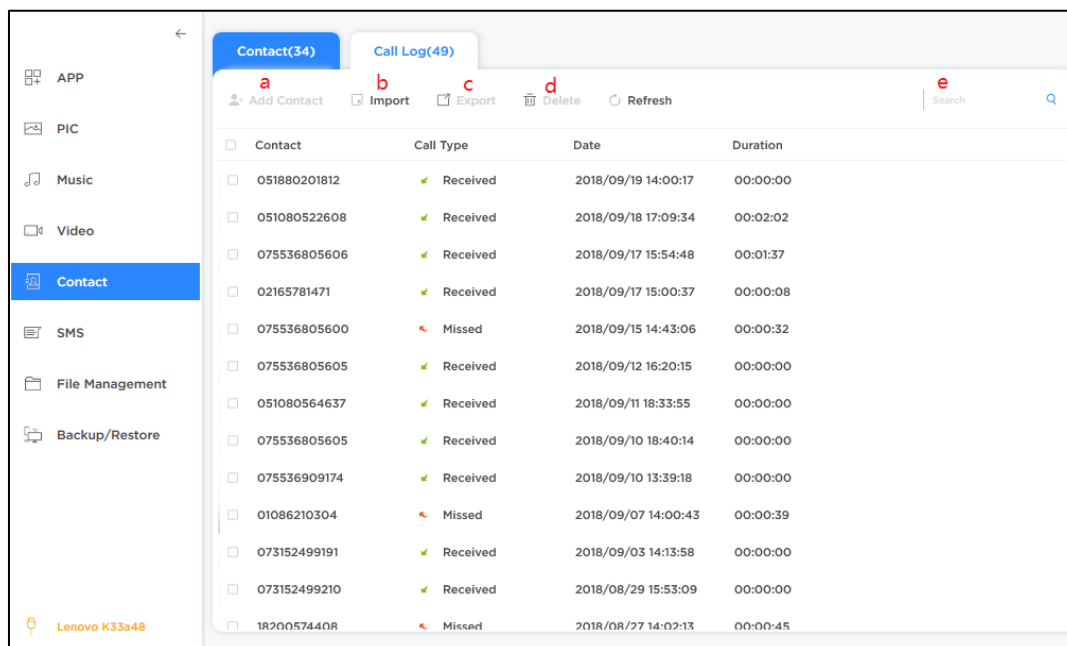 Contact(34) Call Log(49)
APP
a b c d e
Add Contact Import Export Delete Refresh Search
PIC
Contact Call Type Date Duration
Music
051880201812 Received 2018/09/19 14:00:17 00:00:00
051080522608 Received 2018/09/18 17:09:34 00:02:02
Video
075536805606 Received 2018/09/17 15:54:48 00:01:37
Contact
02165781471 Received 2018/09/17 15:00:37 00:00:08
SMS
075536805600 Missed 2018/09/15 14:43:06 00:00:32
075536805605 Received 2018/09/12 16:20:15 00:00:00
File Management
051080564637 Received 2018/09/11 18:33:55 00:00:00
Backup/Restore
075536805605 Received 2018/09/10 18:40:14 00:00:00
075536909174 Received 2018/09/10 13:39:18 00:00:00
01086210304 Missed 2018/09/07 14:00:43 00:00:39
073152499191 Received 2018/09/03 14:13:58 00:00:00
073152499210 Received 2018/08/29 15:53:09 00:00:00
Lenovo K33a48
18200574408 Missed 2018/08/27 14:02:13 00:00:45